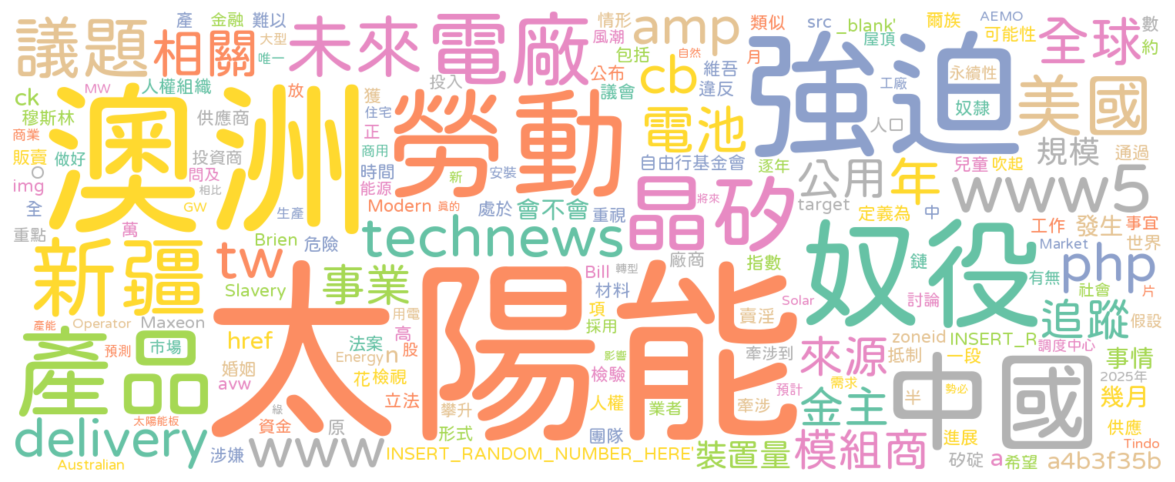 議題
相關
未來
電廠
amp
強迫
全球
美國
產
金融
難以
情形
風潮
包括
類似
src
_blank'
屋頂
爾族
可能性
AEMO
數
約
月
大型
唯一
人權組織
放
獲
投入
公布
議會
維吾
違反
cb
電池
工廠
永續性
自然
MW
ck
穆斯林
商業
供應商
住宅
正
人口
奴隸
澳洲
勞動
自由行基金會
逐年
兒童
吹起
規模
通過
販賣
做好
投資商
問及
商用
時間
O
img
全
相比
能源
新
安裝
公用
年
www5
晶矽
將來
target
定義為
中
工作
事宜
發生
世界
重點
萬
GW
生產
Modern
真的
處於
會不會
重視
Brien
危險
technews
奴役
鏈
Market
有無
php
社會
片
新疆
tw
Slavery
事業
Bill
轉型
廠商
指數
材料
項
Solar
討論
追蹤
假設
產能
Operator
Maxeon
用電
高
股
採用
賣淫
zoneid
INSERT_R
調度中心
產品
預測
市場
href
法案
Energy
n
影響
牽涉到
來源
抵制
一段
事情
太陽能
中國
2025年
婚姻
avw
花
檢視
檢驗
預計
需求
勢必
半
幾月
太陽能板
綠
資金
原
立法
攀升
形式
人權
業者
牽涉
金主
進展
供應
Tindo
delivery
www
涉嫌
團隊
INSERT_RANDOM_NUMBER_HERE'
裝置量
模組商
矽碇
a
希望
a4b3f35b
Australian